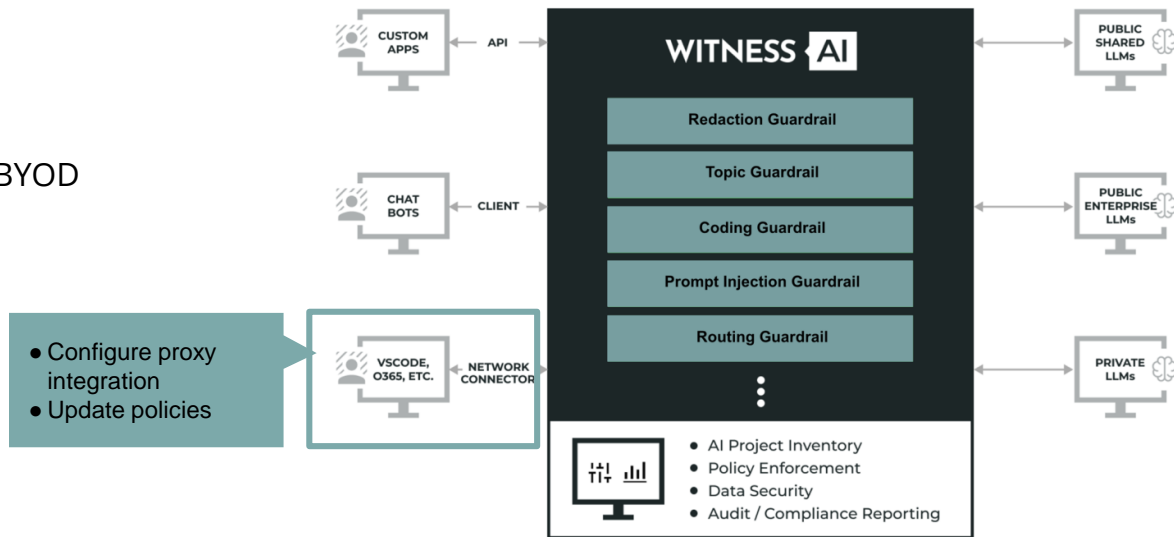 CUSTOM
APPS
API
WITNESS AI
PUBLIC
SHARED
LLMs
Redaction Guardrail
Topic Guardrail
BYOD
CHAT
BOTS
CLIENT
Coding Guardrail
PUBLIC
ENTERPRISE
LLMs
Prompt Injection Guardrail
Routing Guardrail
● Configure proxy
integration
● Update policies
VSCODE,
O365, ETC.
NETWORK
CONNECTOR
PRIVATE
LLMs
• AI Project Inventory
• Policy Enforcement
• Data Security
• Audit / Compliance Reporting